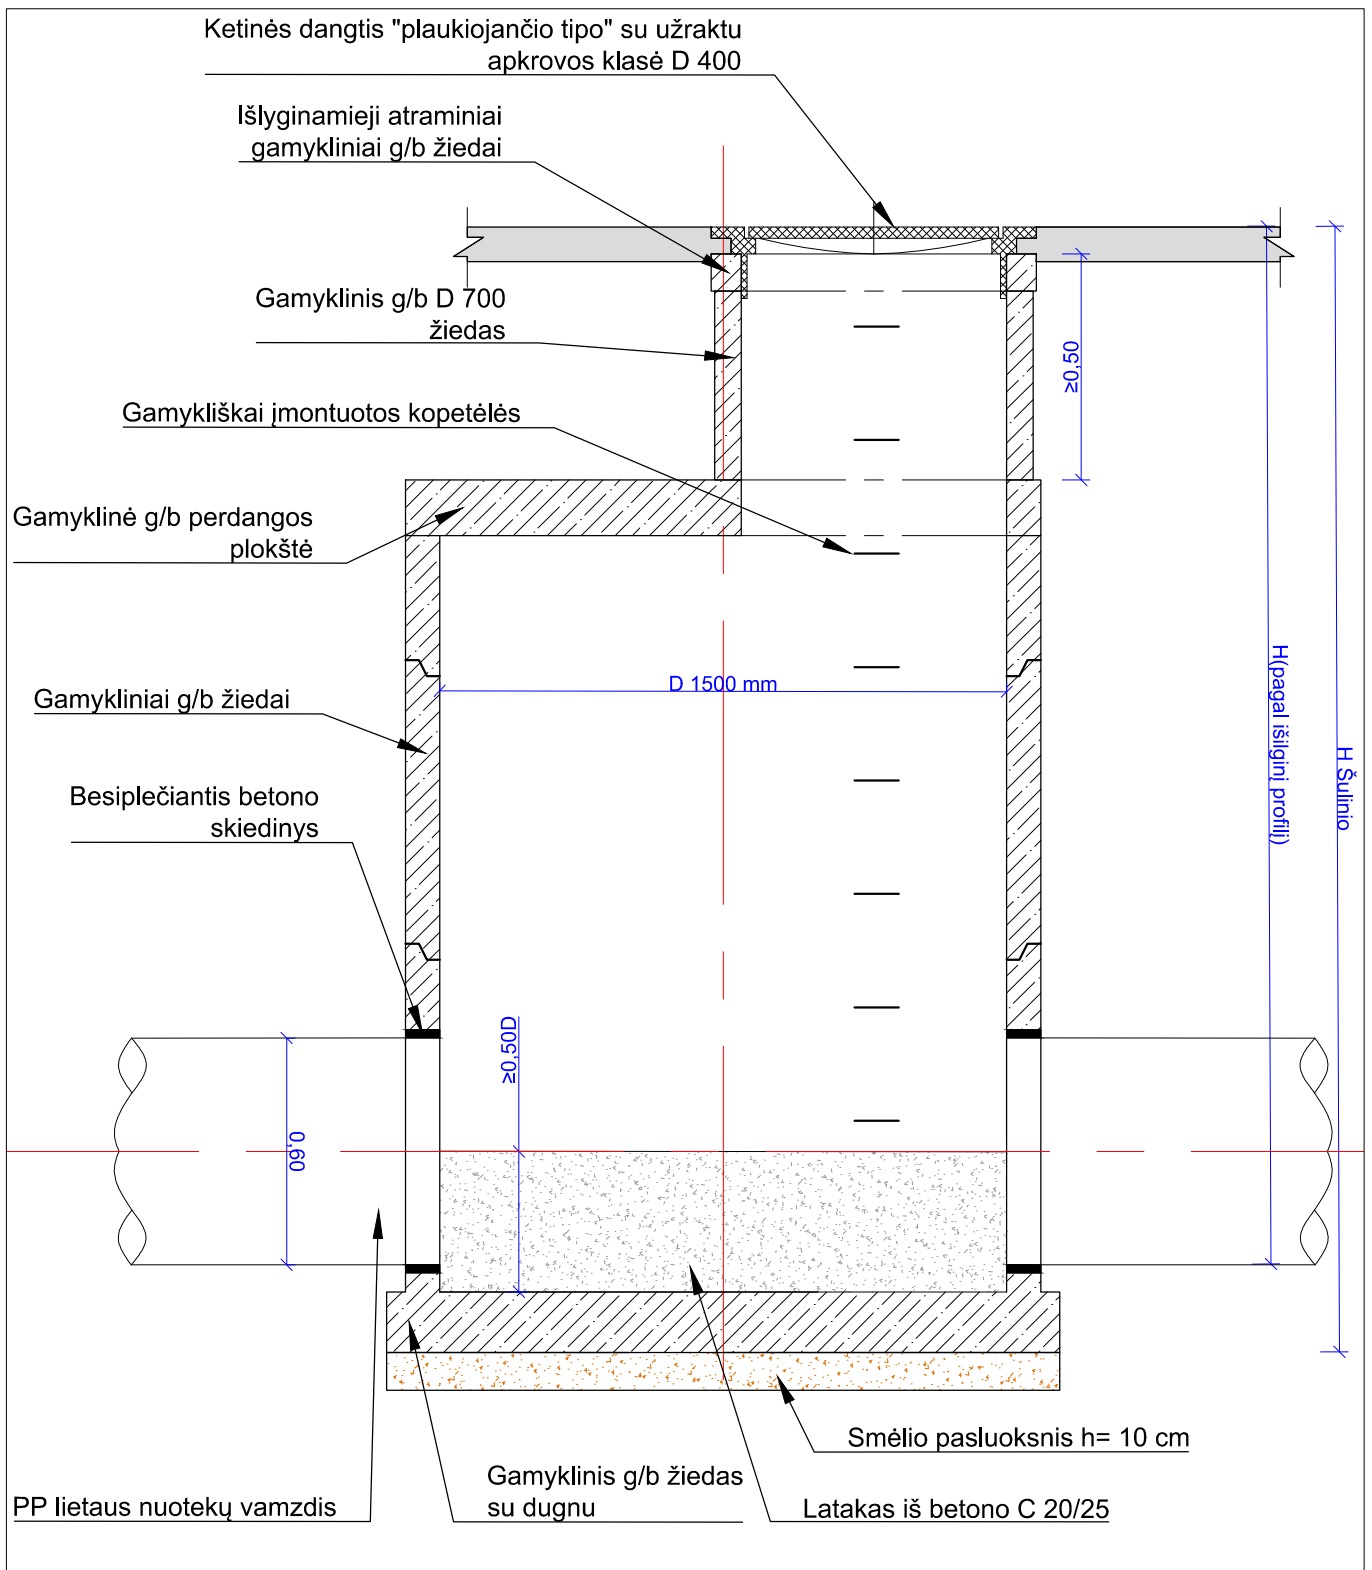 Ketinės dangtis "plaukiojančio tipo" su užraktu
apkrovos klasė D 400
Išlyginamieji atraminiai
gamykliniai g/b žiedai
Gamyklinis g/b D 700
žiedas
≥0,50
Gamykliškai įmontuotos kopetėlės
Gamyklinė g/b perdangos
plokštė
Gamykliniai g/b žiedai
D 1500 mm
H(pagal išilginį profilį)
H Šulinio
Besiplečiantis betono
skiedinys
≥0,50D
0,60
Smėlio pasluoksnis h= 10 cm
Gamyklinis g/b žiedas
su dugnu
PP lietaus nuotekų vamzdis
Latakas iš betono C 20/25